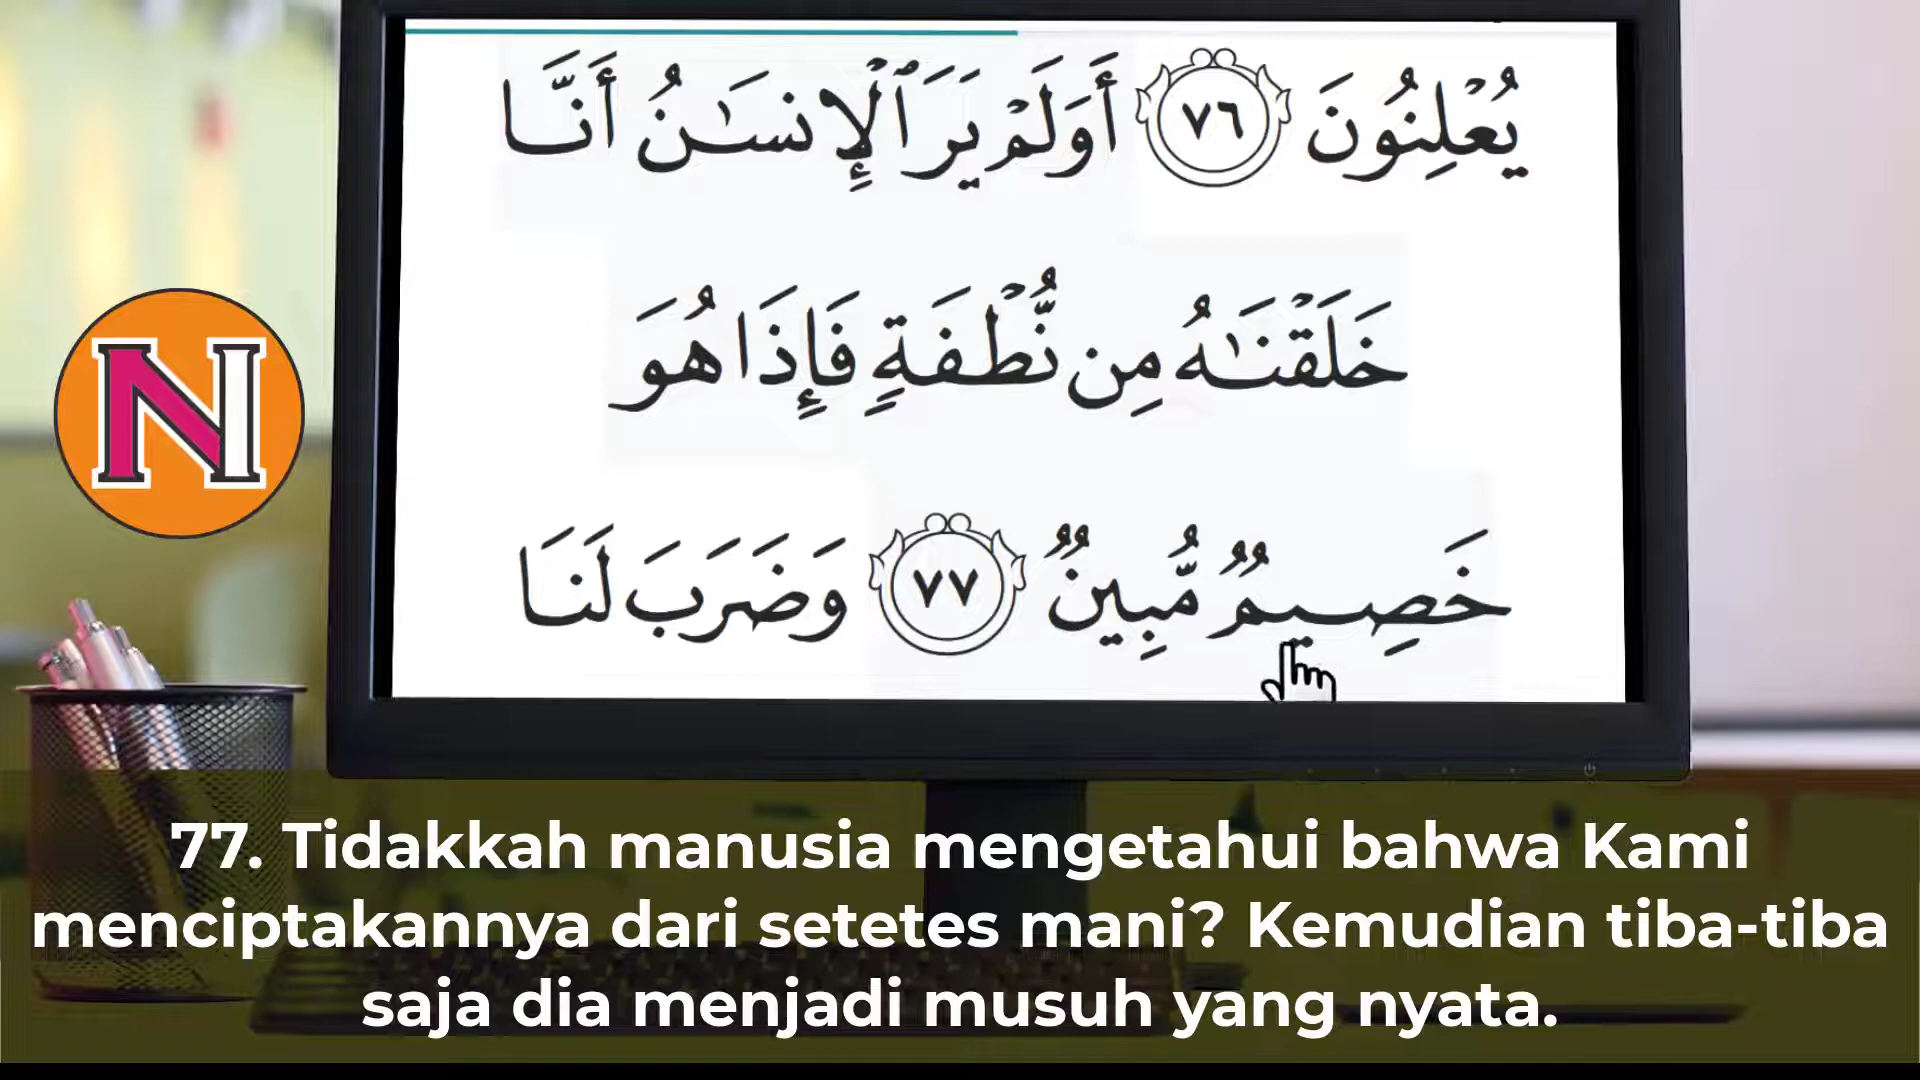 يُعْلِنُونَ ٧٦ أَوَلَمْ يَرَ ٱلْإِنسَـٰنُ أَنَّا
خَلَقْنَـٰهُ مِن نُّطْفَةٍ فَإِذَا هُوَ
خَصِيمٌ مُّبِينٌ ٧٧ وَضَرَبَ لَنَا
N
77. Tidakkah manusia mengetahui bahwa Kami
menciptakannya dari setetes mani? Kemudian tiba-tiba
saja dia menjadi musuh yang nyata.